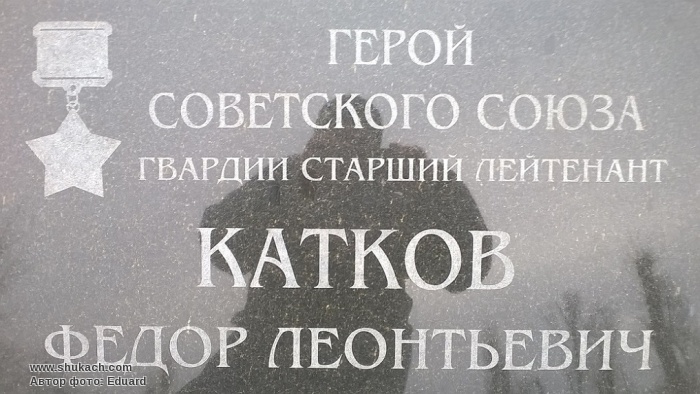 ГЕРОЙ
СОВЕТСКОГО СОЮЗА
ГВАРДИИ СТАРШИЙ ЛЕЙТЕНАНТ
КАТКОВ
ФЕДОР ЛЕОНТЬЕВИЧ
www.shukach.com
Автор фото: Eduard